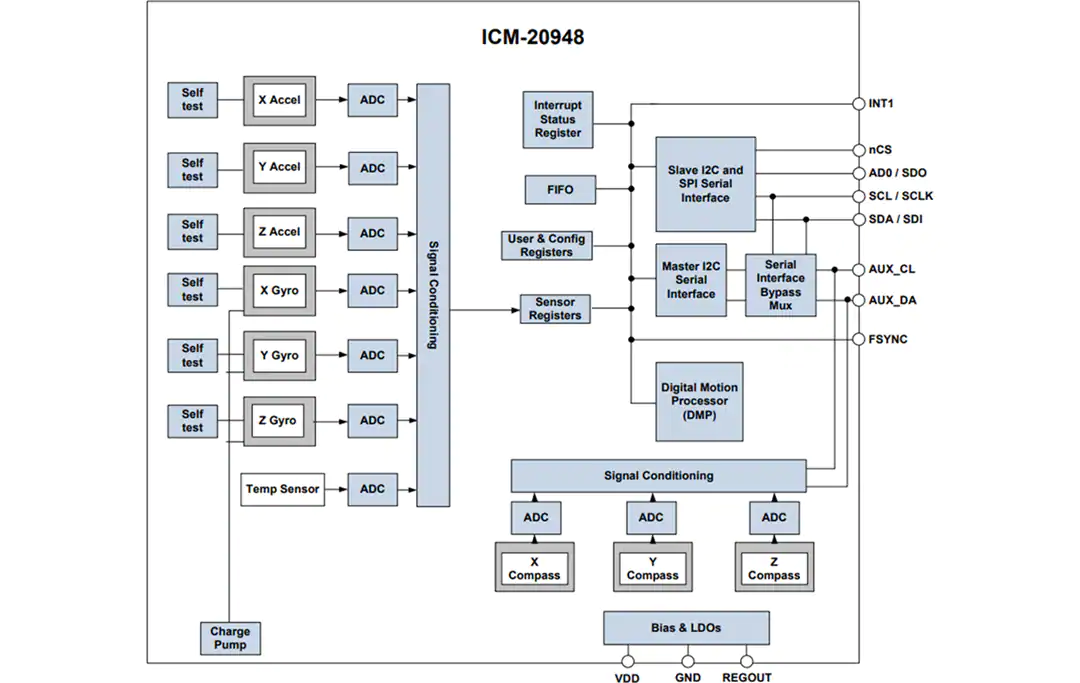 ICM-20948
Self
test
X Accel
ADC
Self
test
Y Accel
ADC
Self
test
Z Accel
ADC
Self
test
X Gyro
ADC
Self
test
Y Gyro
ADC
Self
test
Z Gyro
ADC
Temp Sensor
ADC
Signal Conditioning
Charge
Pump
Interrupt
Status
Register
FIFO
User & Config
Registers
Sensor
Registers
Slave I2C and
SPI Serial
Interface
Master I2C
Serial
Interface
Serial
Interface
Bypass
Mux
Digital Motion
Processor
(DMP)
INT1
nCS
AD0 / SDO
SCL / SCLK
SDA / SDI
AUX_CL
AUX_DA
FSYNC
Signal Conditioning
ADC
ADC
ADC
X
Compass
Y
Compass
Z
Compass
Bias & LDOs
VDD
GND
REGOUT